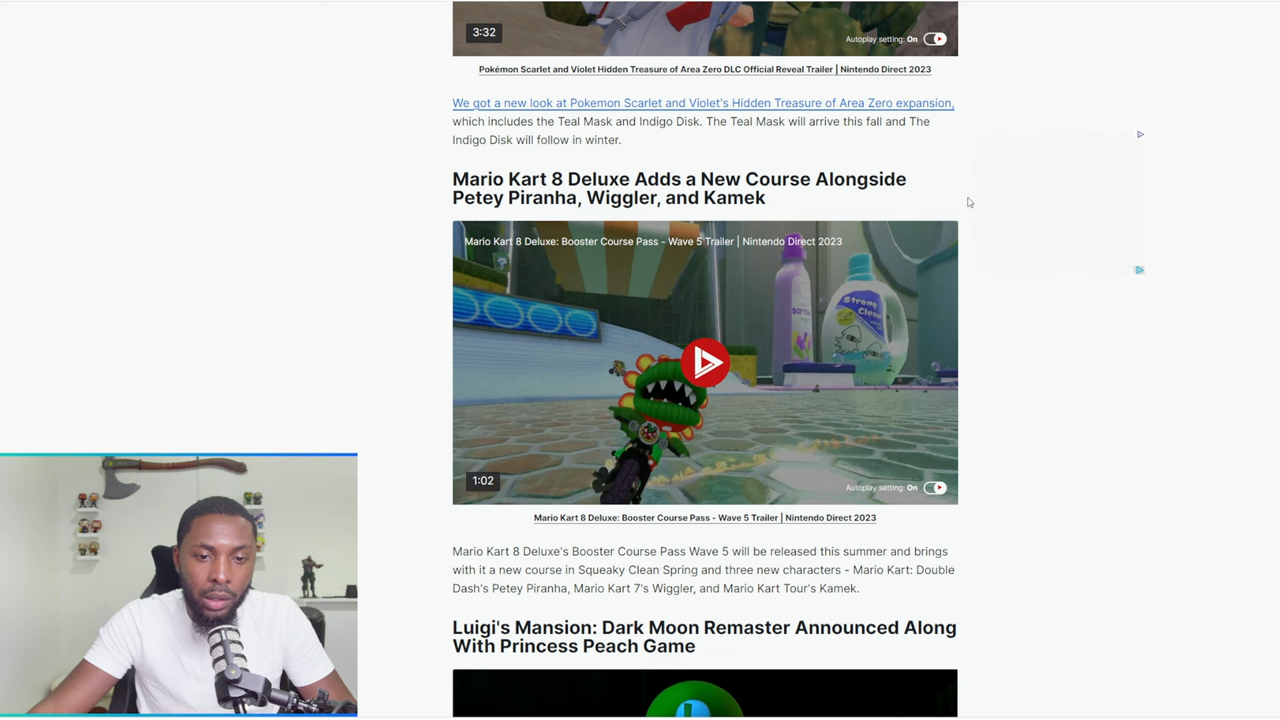 3:32
Autoplay setting: On
Pokémon Scarlet and Violet Hidden Treasure of Area Zero DLC Official Reveal Trailer | Nintendo Direct 2023
We got a new look at Pokemon Scarlet and Violet's Hidden Treasure of Area Zero expansion,
which includes the Teal Mask and Indigo Disk. The Teal Mask will arrive this fall and The
Indigo Disk will follow in winter.
Mario Kart 8 Deluxe Adds a New Course Alongside
Petey Piranha, Wiggler, and Kamek
Mario Kart 8 Deluxe: Booster Course Pass - Wave 5 Trailer | Nintendo Direct 2023
Strong
Clean
1:02
Autoplay setting: On
Mario Kart 8 Deluxe: Booster Course Pass - Wave 5 Trailer | Nintendo Direct 2023
Mario Kart 8 Deluxe's Booster Course Pass Wave 5 will be released this summer and brings
with it a new course in Squeaky Clean Spring and three new characters - Mario Kart: Double
Dash's Petey Piranha, Mario Kart 7's Wiggler, and Mario Kart Tour's Kamek.
Luigi's Mansion: Dark Moon Remaster Announced Along
With Princess Peach Game